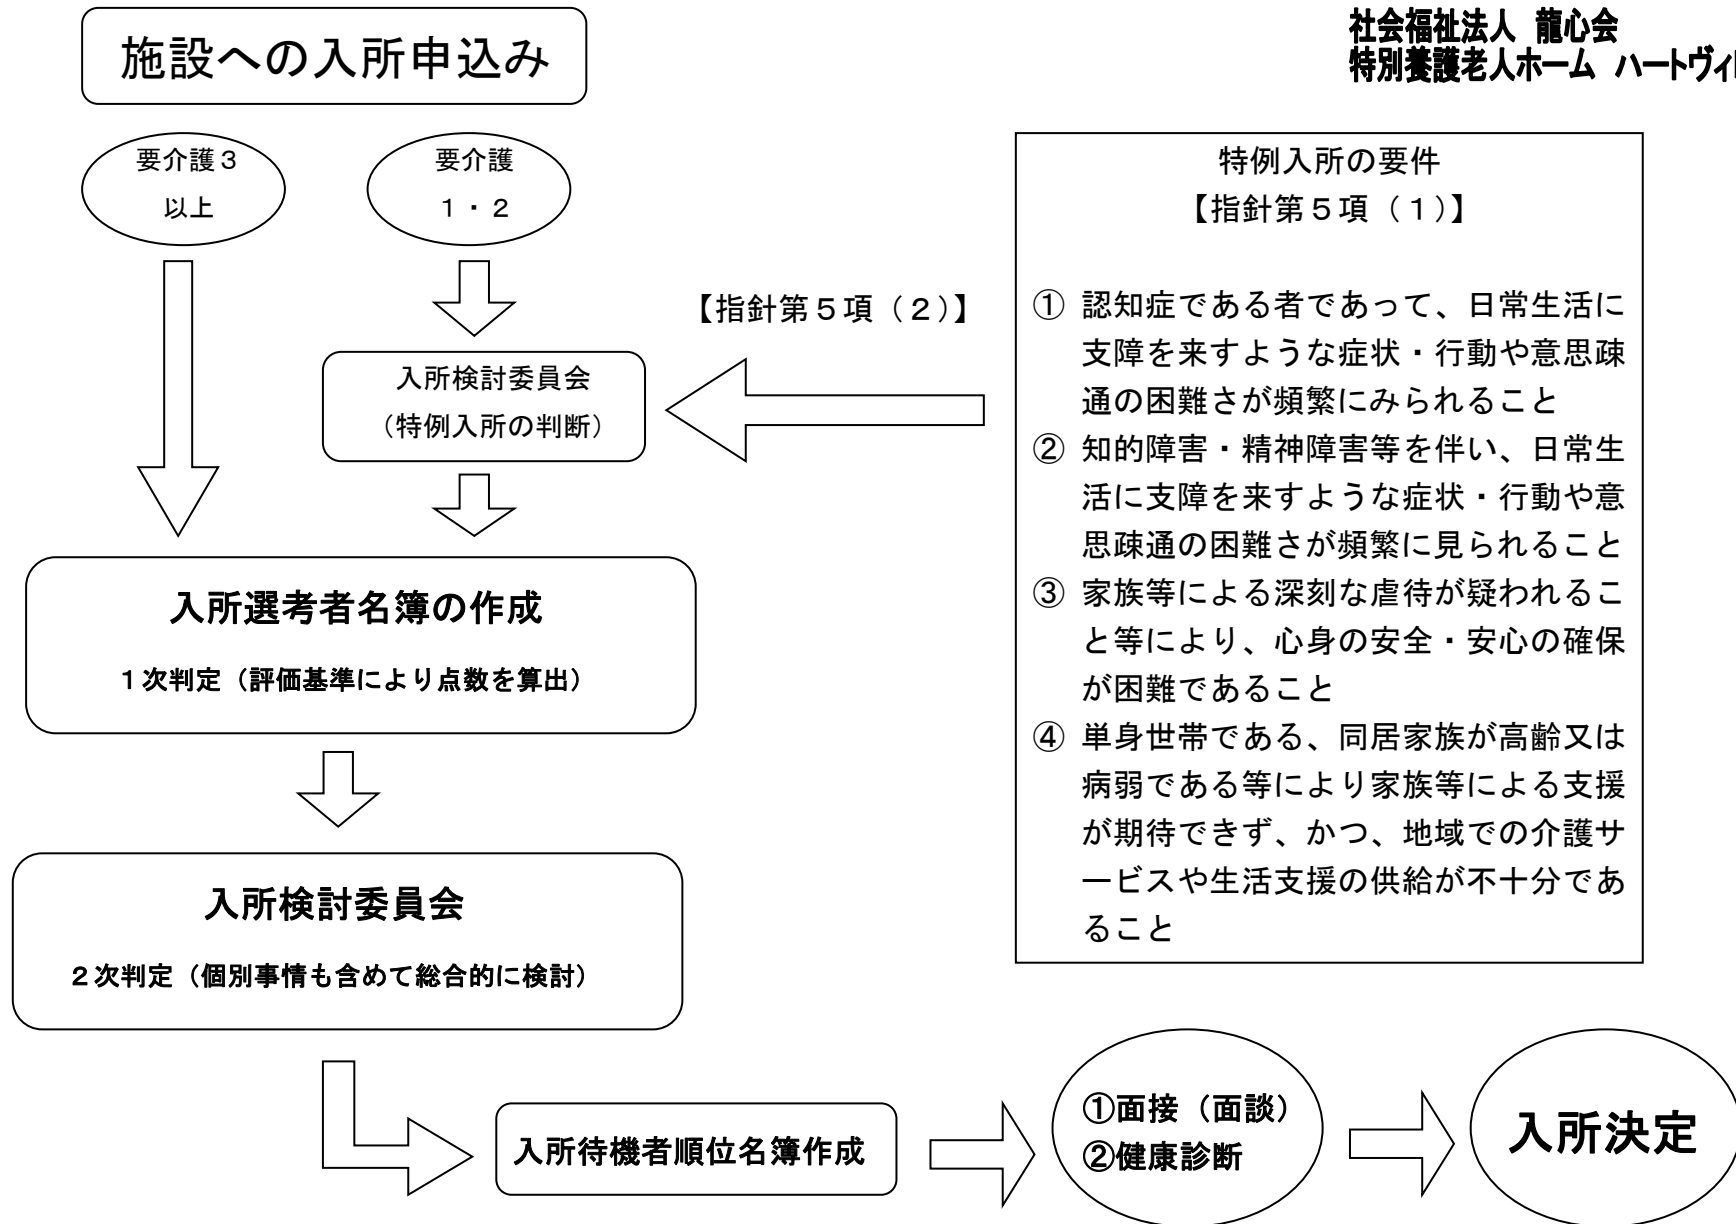 施設への入所申込み
社会福祉法人 龍心会
特別養護老人ホーム ハートヴィ
要介護３
以上
要介護
１・２
【指針第５項（２）】
入所検討委員会
（特例入所の判断）
特例入所の要件
【指針第５項（１）】
① 認知症である者であって、日常生活に
支障を来すような症状・行動や意思疎
通の困難さが頻繁にみられること
② 知的障害・精神障害等を伴い、日常生
活に支障を来すような症状・行動や意
思疎通の困難さが頻繁に見られること
③ 家族等による深刻な虐待が疑われるこ
と等により、心身の安全・安心の確保
が困難であること
④ 単身世帯である、同居家族が高齢又は
病弱である等により家族等による支援
が期待できず、かつ、地域での介護サ
ービスや生活支援の供給が不十分であ
ること
入所選考者名簿の作成
１次判定（評価基準により点数を算出）
入所検討委員会
２次判定（個別事情も含めて総合的に検討）
入所待機者順位名簿作成
①面接（面談）
②健康診断
入所決定